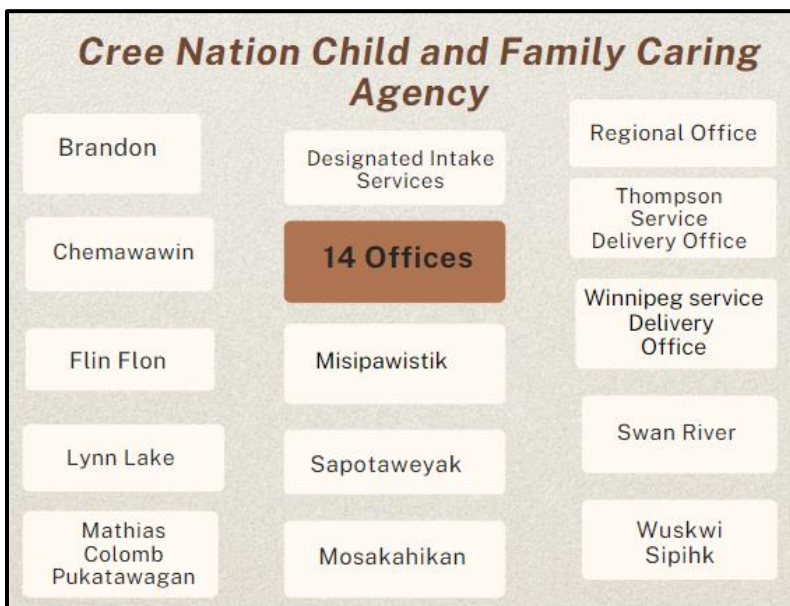 Cree Nation Child and Family Caring
Agency
Brandon
Chemawawin
Flin Flon
Lynn Lake
Mathias
Colomb
Pukatawagan
Designated Intake
Services
14 Offices
Misipawistik
Sapotaweyak
Mosakahikan
Regional Office
Thompson
Service
Delivery Office
Winnipeg service
Delivery
Office
Swan River
Wuskwi
Sipihk